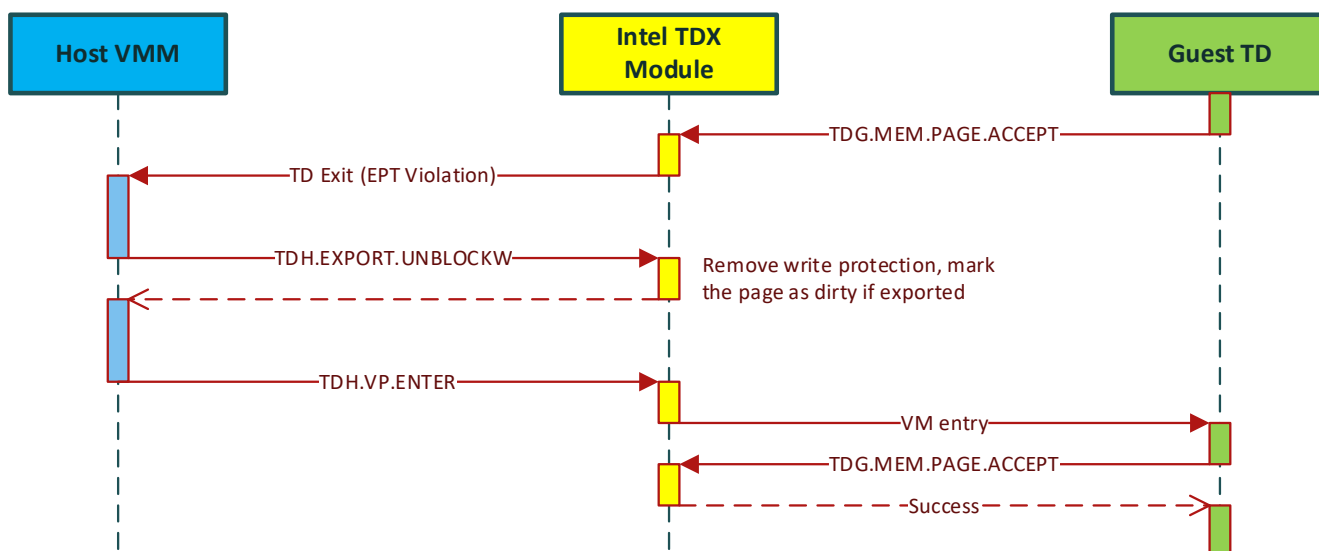 Host VMM
Intel TDX
Module
Guest TD
TDG.MEM.PAGE.ACCEPT
TD Exit (EPT Violation)
TDH.EXPORT.UNBLOCKW
Remove write protection, mark
the page as dirty if exported
TDH.VP.ENTER
VM entry
TDG.MEM.PAGE.ACCEPT
Success